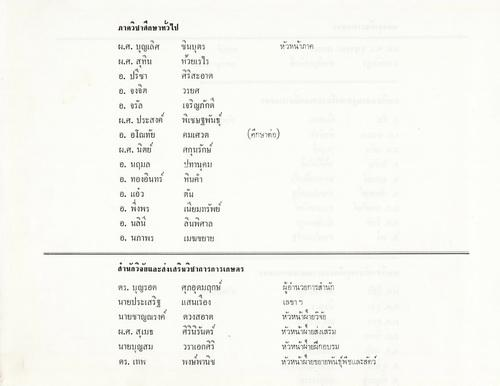 ภาควิชาศึกษาทั่วไป
ผ.ศ. บุญเลิศ ชินบุตร หัวหน้าภาค
ผ.ศ. สุทิน ห้วยเรไร
อ. ปรีชา ศิริสะอาด
อ. จงจิต วรยศ
อ. จรัล เจริญภักดี
ผ.ศ. ประสงค์ พิเชษฐพันธุ์
อ. อโณทัย คมเศวต (ศึกษาต่อ)
ผ.ศ. นิตย์ ศกุนรักษ์
อ. นฤมล ปทานุคม
อ. ทองอินทร์ พินคำ
อ. แอ๋ว ตัน
อ. พึ่งพร เนียมทรัพย์
อ. นลินี ลิ่มพิศาล
อ. นภาพร เมฆขยาย
สำนักวิจัยและส่งเสริมวิชาการการเกษตร
ดร. บุญรอด ศุภอุดมฤกษ์ ผู้อำนวยการสำนัก
นายประเสริฐ แสนเรือง เลขาฯ
นายชาญณรงค์ ดวงสอาด หัวหน้าฝ่ายวิจัย
ผ.ศ. สุเมธ ศิรินิรันดร์ หัวหน้าฝ่ายส่งเสริม
นายบุญสม วราเอกศิริ หัวหน้าฝ่ายฝึกอบรม
ดร. เทพ พงษ์พานิช หัวหน้าฝ่ายขยายพันธุ์พืชและสัตว์